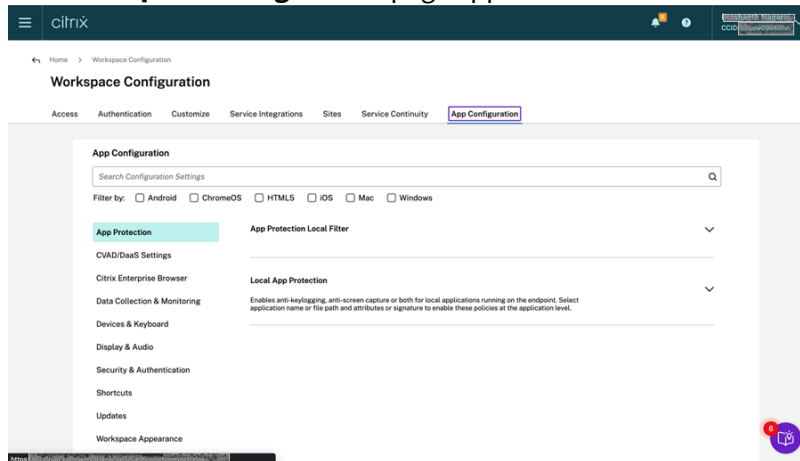 citrix
8
?
CCID:
Home > Workspace Configuration
Workspace Configuration
Access Authentication Customize Service Integrations Sites Service Continuity App Configuration
App Configuration
Search Configuration Settings
Filter by: Android ChromeOS HTML5 iOS Mac Windows
App Protection
App Protection Local Filter
CVAD/DaaS Settings
Citrix Enterprise Browser
Local App Protection
Data Collection & Monitoring
Enables anti-keylogging, anti-screen capture or both for local applications running on the endpoint. Select
application name or file path and attributes or signature to enable these policies at the application level.
Devices & Keyboard
Display & Audio
Security & Authentication
Shortcuts
Updates
Workspace Appearance
6
https